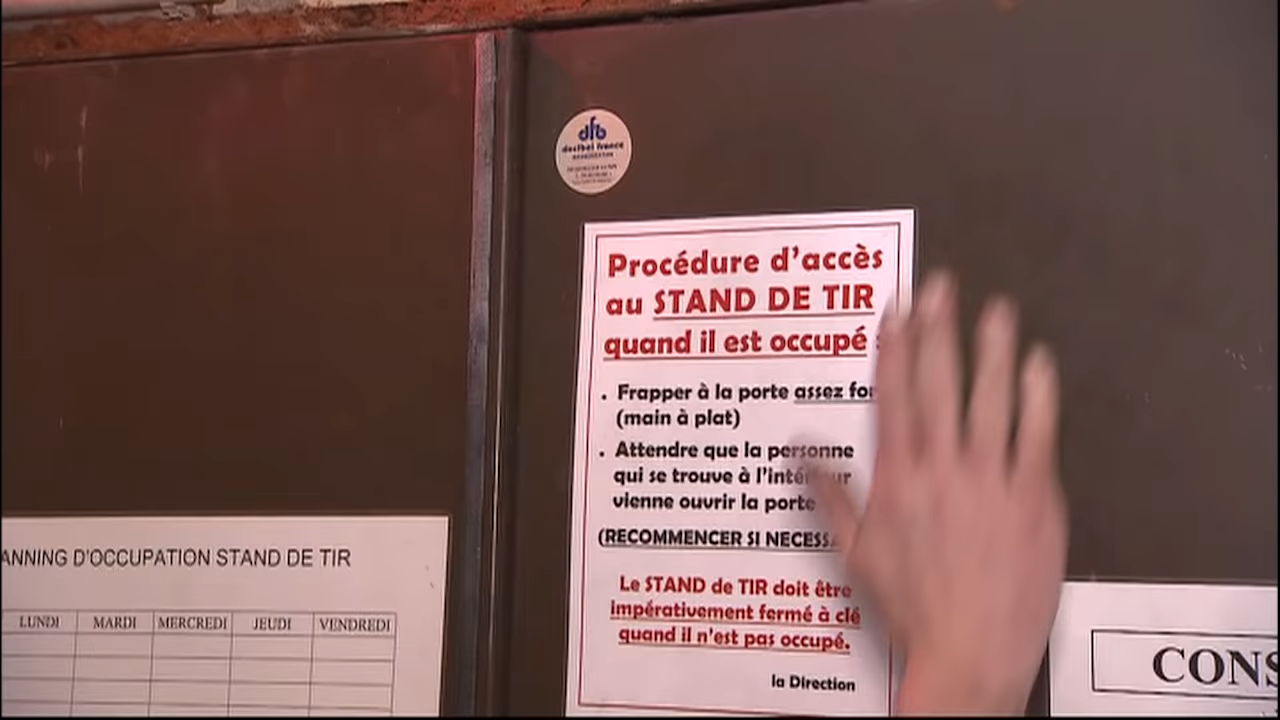 dfb
decibel france
Procédure d'accès
au STAND DE TIR
quand il est occupé :
. Frapper à la porte assez for
(main à plat)
. Attendre que la personne
qui se trouve à l'intérieur
vienne ouvrir la porte
(RECOMMENCER SI NECESSA
Le STAND de TIR doit être
impérativement fermé à clé
quand il n'est pas occupé.
la Direction
ANNING D'OCCUPATION STAND DE TIR
LUNDI MARDI MERCREDI JEUDI VENDREDI
CONS